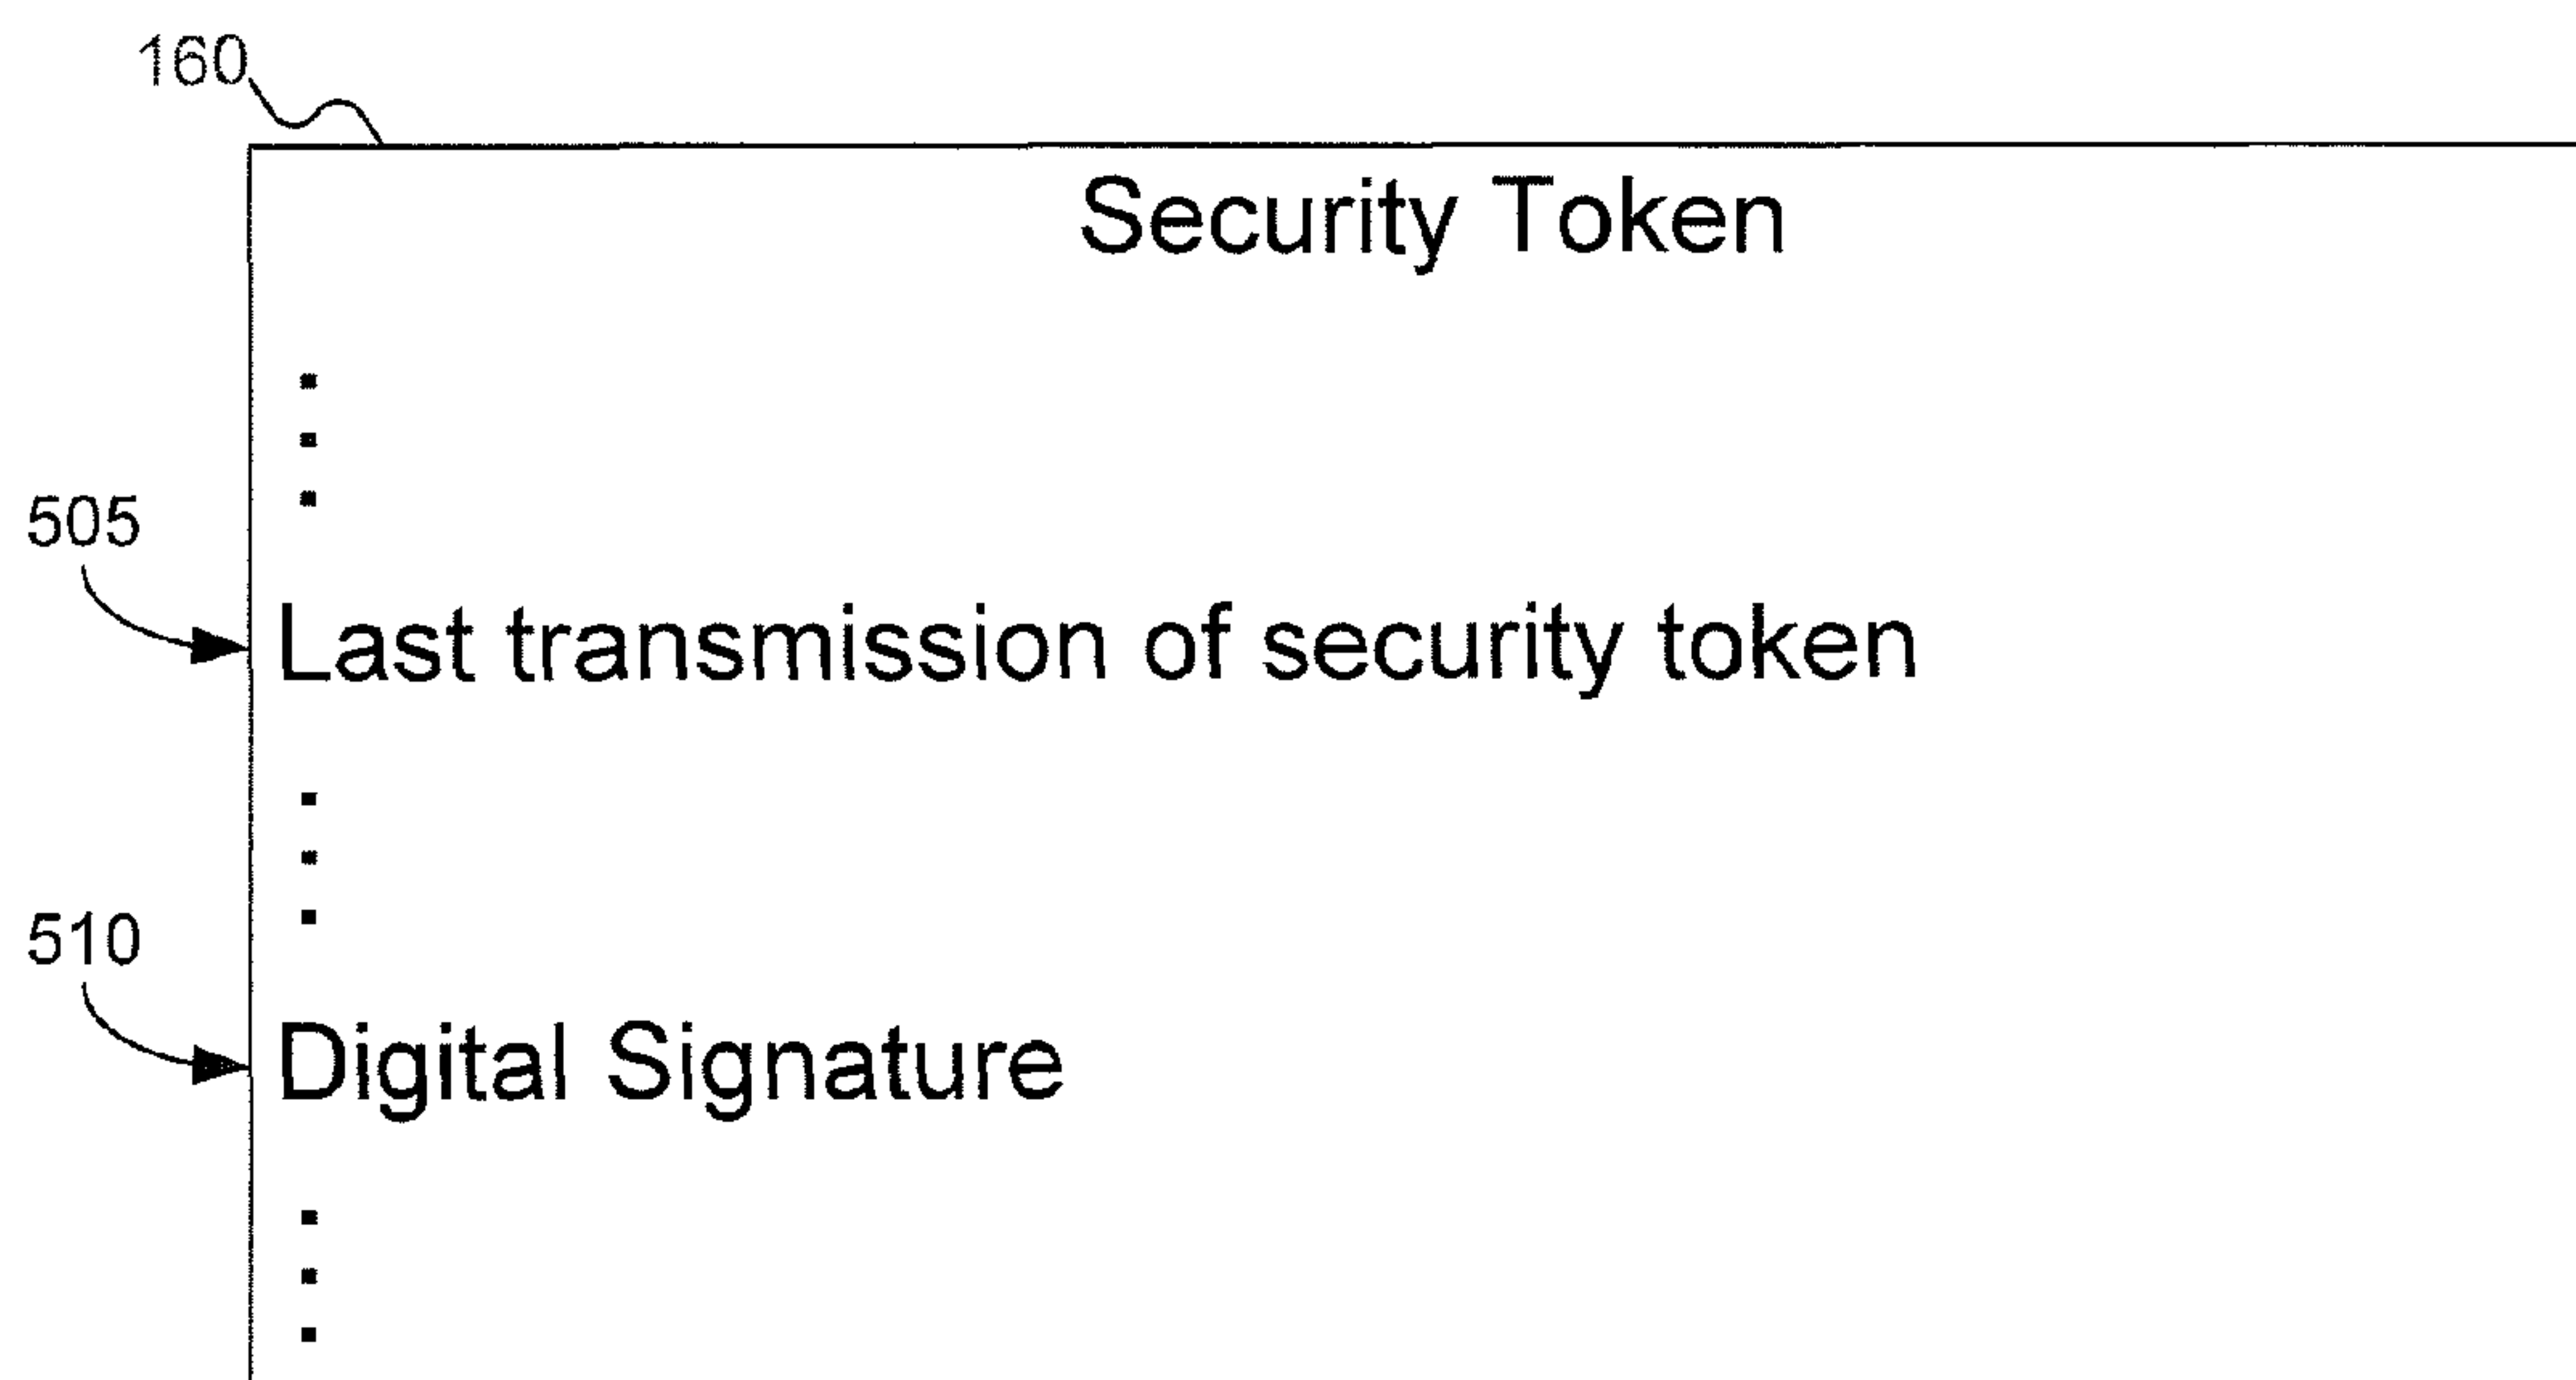 160
Security Token
505
Last transmission of security token
510
Digital Signature